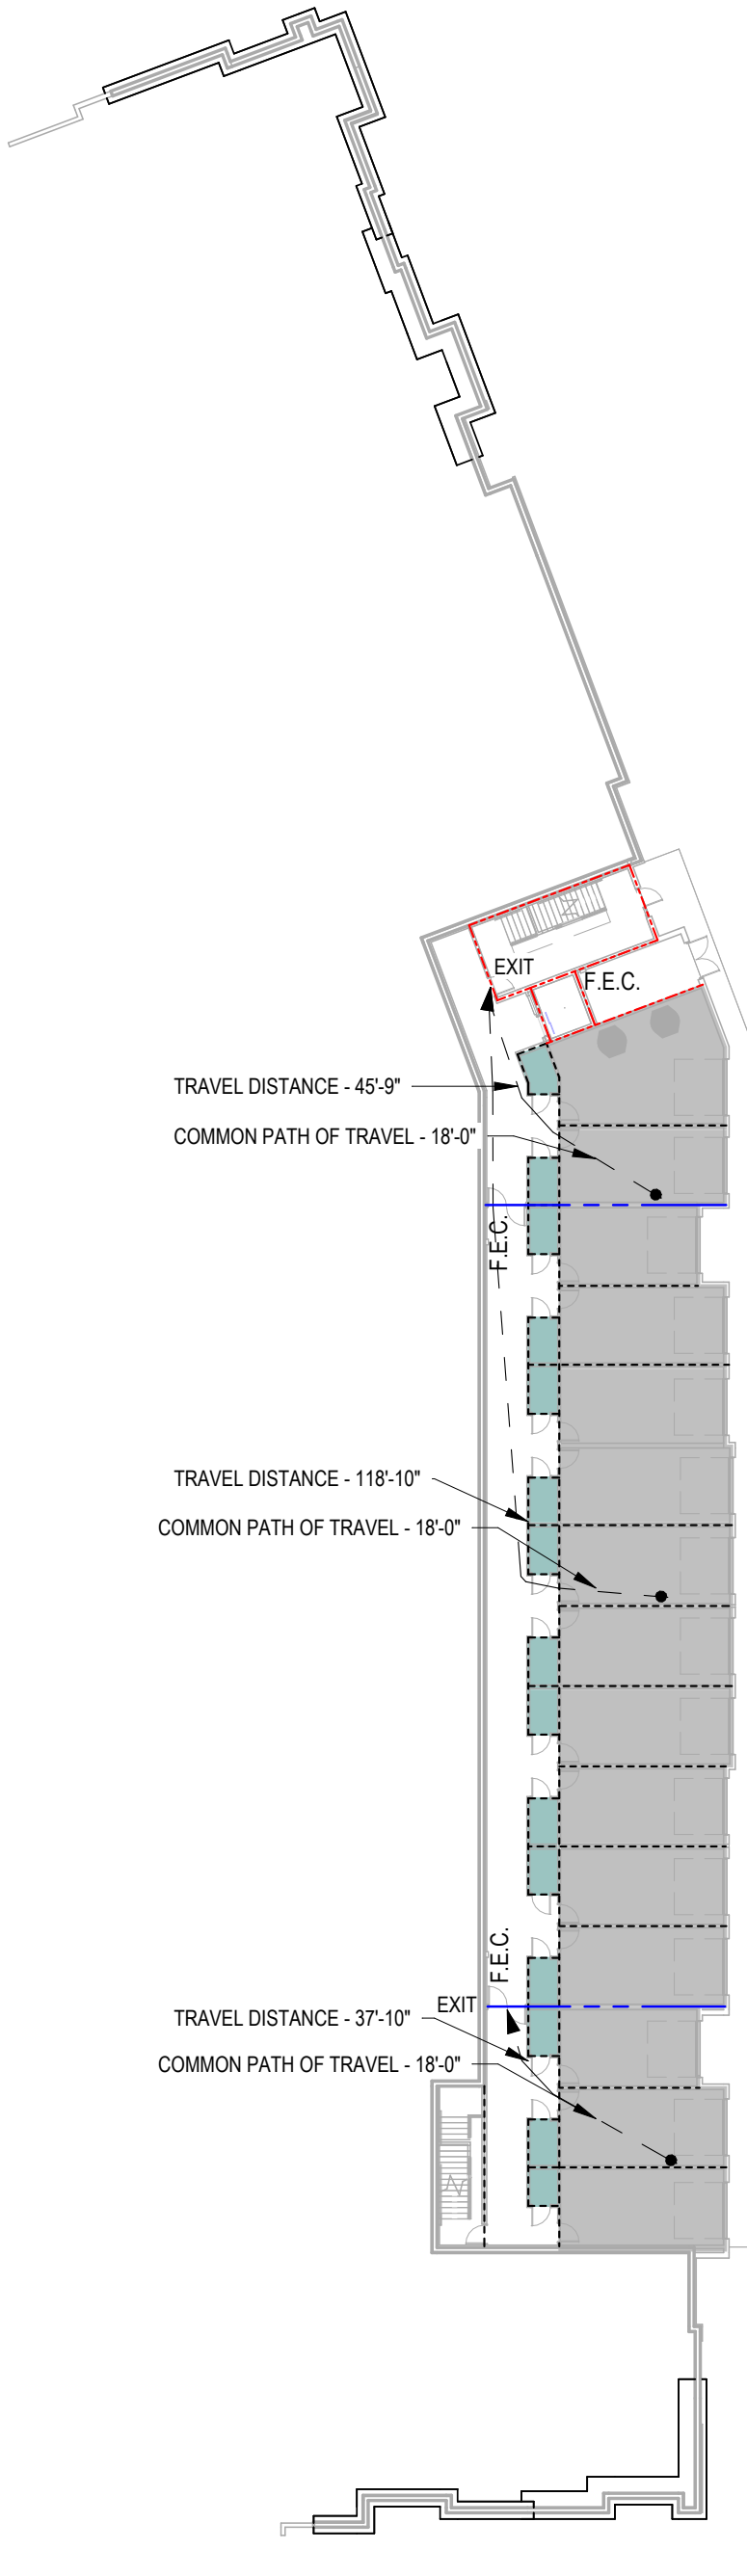 EXIT
F.E.C.
TRAVEL DISTANCE - 45'-9"
COMMON PATH OF TRAVEL - 18'-0"
F.E.C.
TRAVEL DISTANCE - 118'-10"
COMMON PATH OF TRAVEL - 18'-0"
F.E.C.
EXIT
TRAVEL DISTANCE - 37'-10"
COMMON PATH OF TRAVEL - 18'-0"